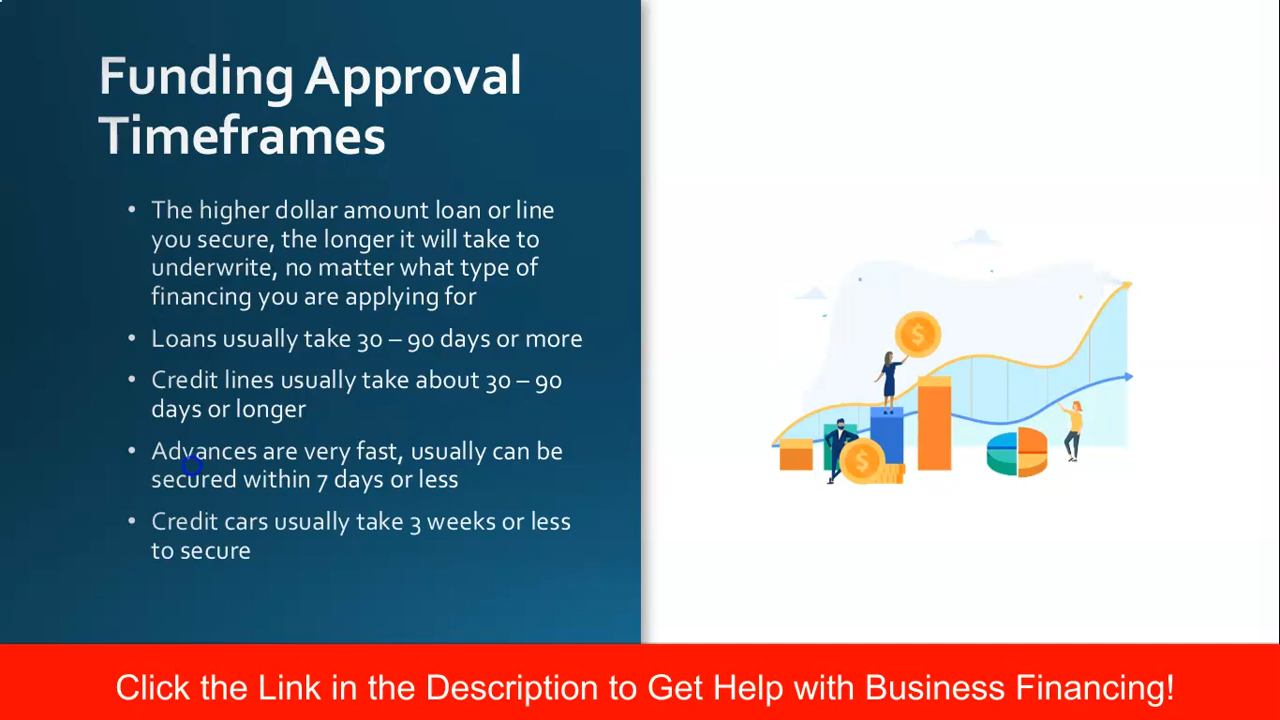 Funding Approval
Timeframes
• The higher dollar amount loan or line
you secure, the longer it will take to
underwrite, no matter what type of
financing you are applying for
• Loans usually take 30 – 90 days or more
• Credit lines usually take about 30 – 90
days or longer
• Advances are very fast, usually can be
secured within 7 days or less
• Credit cars usually take 3 weeks or less
to secure
$
$
Click the Link in the Description to Get Help with Business Financing!